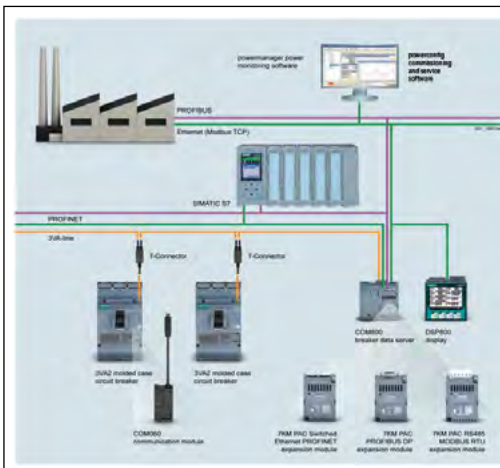 powermanager power
monitoring software
powerconfig
commissioning
and service
software
PROFIBUS
Ethernet (Modbus TCP)
SIMATIC S7
PROFINET
3VA-line
T-Connector
T-Connector
COM800
breaker data server
DSP800
display
3VA2 molded case
circuit breaker
3VA2 molded case
circuit breaker
COM060
communication module
7KM PAC Switched
Ethernet PROFINET
expansion module
7KM PAC
PROFIBUS DP
expansion module
7KM PAC RS485
MODBUS RTU
expansion module